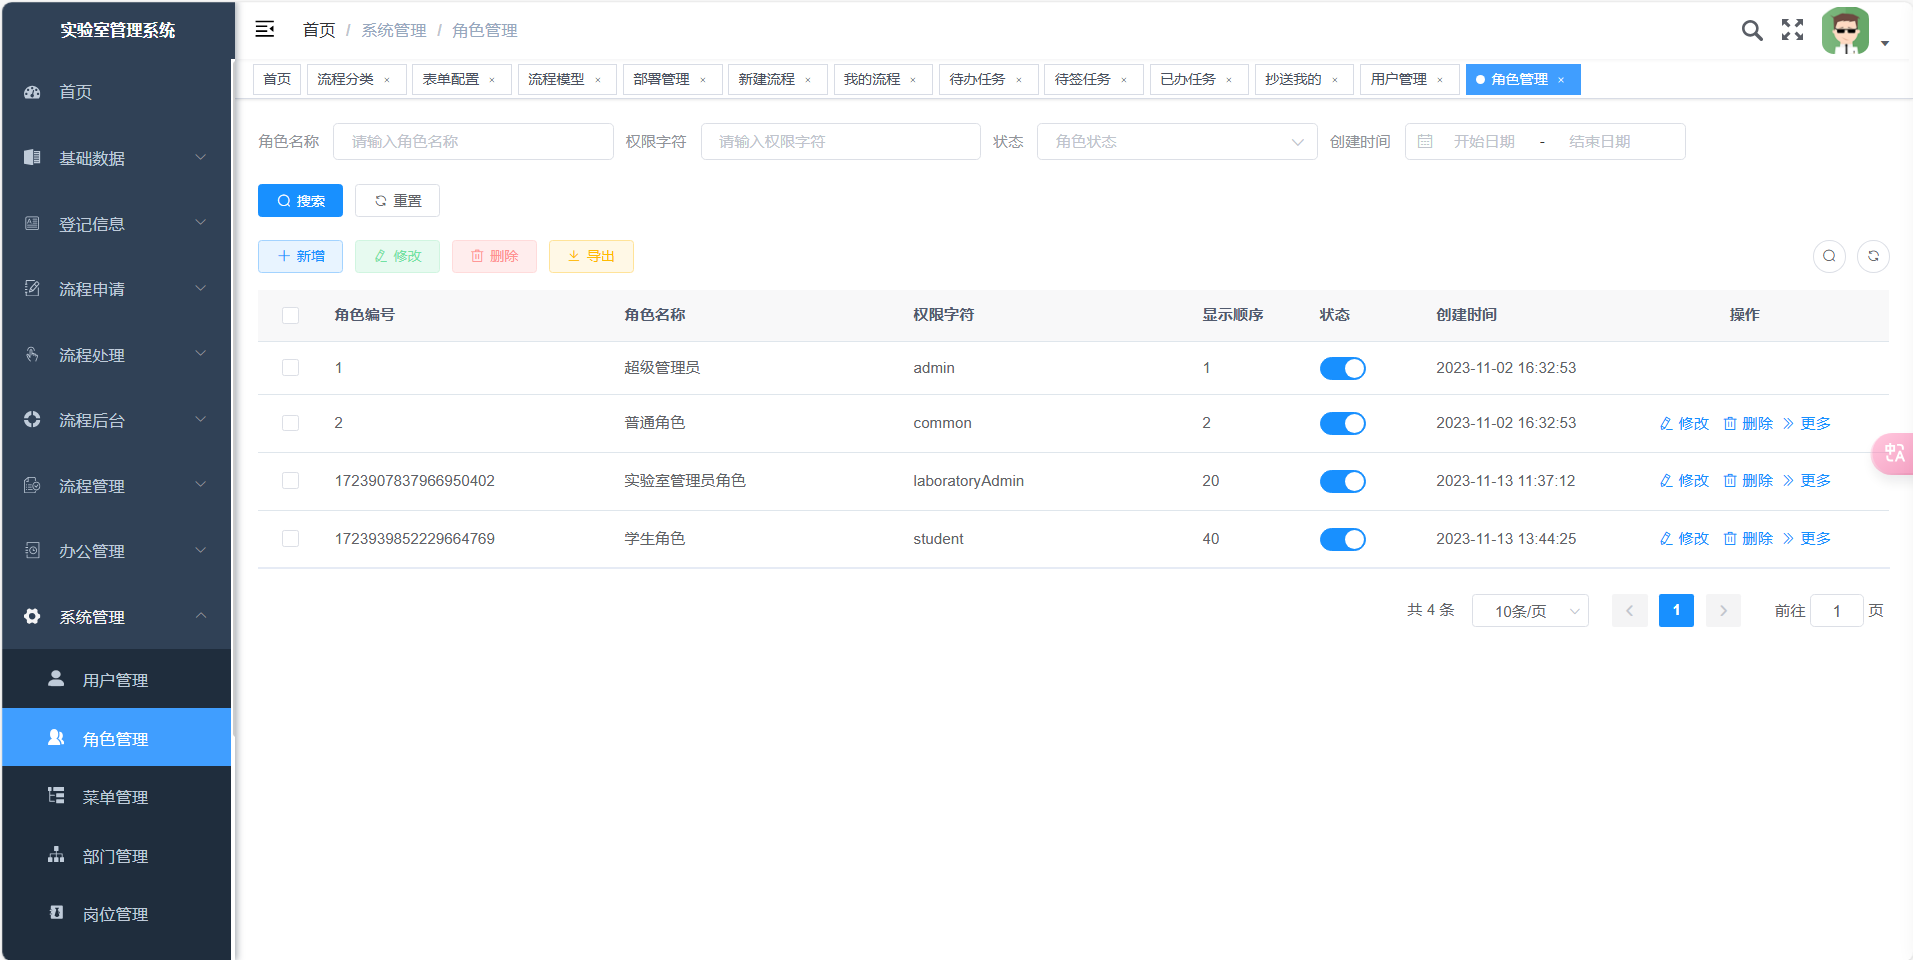 实验室管理系统
首页 / 系统管理 / 角色管理
首页 流程分类 × 表单配置 × 流程模型 × 部署管理 × 新建流程 × 我的流程 × 待办任务 × 待签任务 × 已办任务 × 抄送我的 × 用户管理 × 角色管理 ×
首页
基础数据
登记信息
流程申请
流程处理
流程后台
流程管理
办公管理
系统管理
用户管理
角色管理
菜单管理
部门管理
岗位管理
角色名称 请输入角色名称 权限字符 请输入权限字符 状态 角色状态 创建时间 开始日期 - 结束日期
搜索 重置
新增 修改 删除 导出
角色编号 角色名称 权限字符 显示顺序 状态 创建时间 操作
1 超级管理员 admin 1 2023-11-02 16:32:53
2 普通角色 common 2 2023-11-02 16:32:53 修改 删除 更多
1723907837966950402 实验室管理员角色 laboratoryAdmin 20 2023-11-13 11:37:12 修改 删除 更多
1723939852229664769 学生角色 student 40 2023-11-13 13:44:25 修改 删除 更多
共 4 条 10条/页 1 前往 1 页
中A